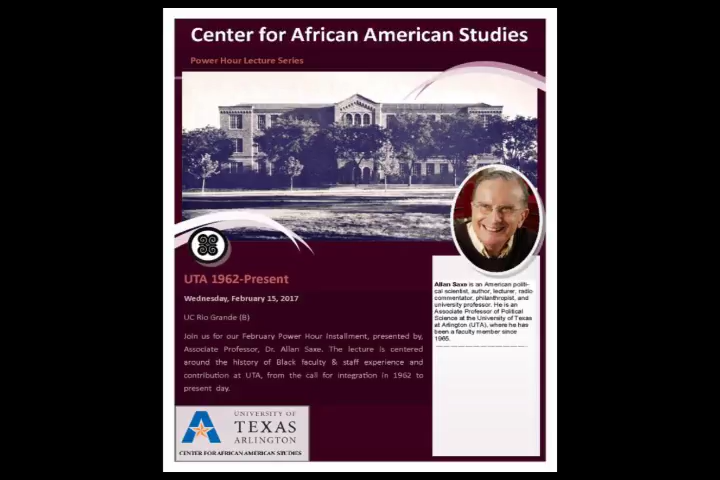 Center for African American Studies
Power Hour Lecture Series
UTA 1962-Present
Wednesday, February 15, 2017
UC Rio Grande (B)
Join us for our February Power Hour installment, presented by,
Associate Professor, Dr. Allan Saxe. The lecture is centered
around the history of Black faculty & staff experience and
contribution at UTA, from the call for integration in 1962 to
present day.
Allan Saxe is an American politi-
cal scientist, author, lecturer, radio
commentator, philanthropist, and
university professor. He is an
Associate Professor of Political
Science at the University of Texas
at Arlington (UTA), where he has
been a faculty member since
1965.
UNIVERSITY OF
TEXAS
ARLINGTON
CENTER FOR AFRICAN AMERICAN STUDIES